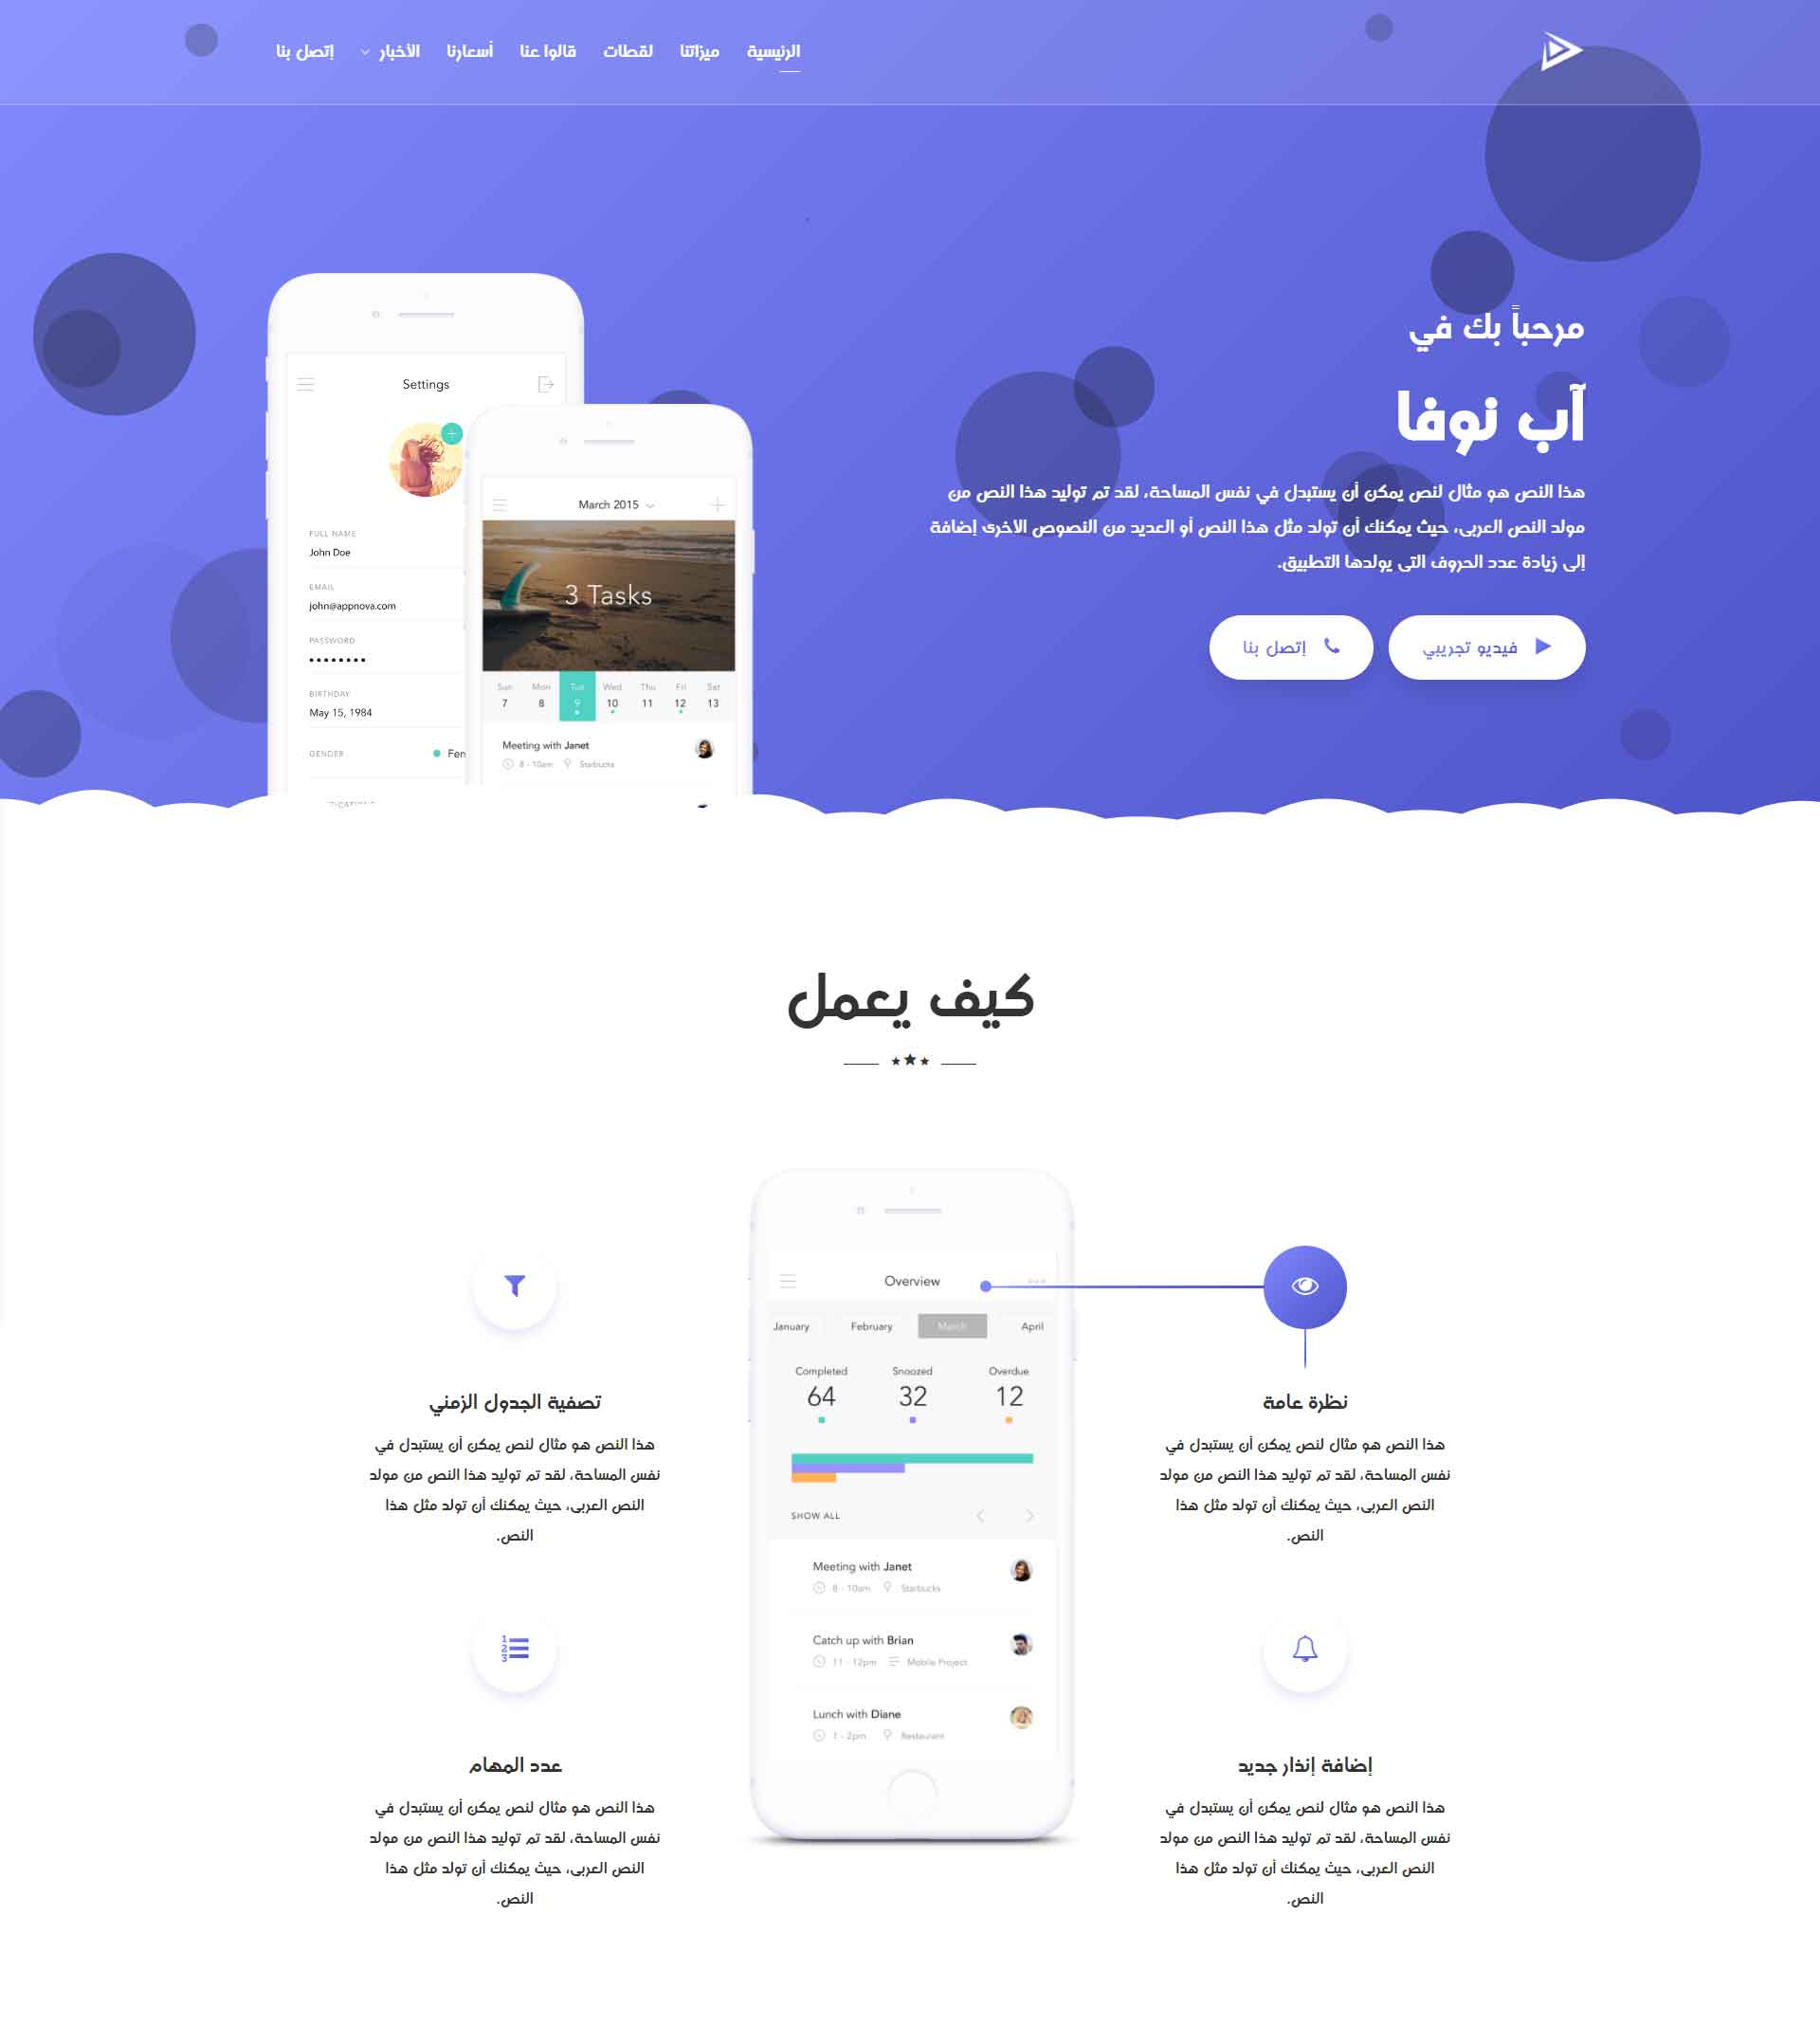 الرئيسية
ميزاتنا
لقطات
قالوا عنا
أسعارنا
الأخبار
إتصل بنا
مرحباً بك في
آب نوفا
هذا النص هو مثال لنص يمكن أن يستبدل في نفس المساحة، لقد تم توليد هذا النص من
مولد النص العربى، حيث يمكنك أن تولد مثل هذا النص أو العديد من النصوص الاخرى إضافة
إلى زيادة عدد الحروف التى يولدها التطبيق.
فيديو تجريبي
إتصل بنا
Settings
FULL NAME
John Doe
EMAIL
john@appnova.com
PASSWORD
BIRTHDAY
May 15, 1984
GENDER
Fen
March 2015
3 Tasks
Sun Mon Tue Wed Thu Fri Sat
7 8 9 10 11 12 13
Meeting with Janet
8 - 10am Starbucks
كيف يعمل
نظرة عامة
هذا النص هو مثال لنص يمكن أن يستبدل في
نفس المساحة، لقد تم توليد هذا النص من مولد
النص العربى، حيث يمكنك أن تولد مثل هذا
النص.
إضافة إنذار جديد
هذا النص هو مثال لنص يمكن أن يستبدل في
نفس المساحة، لقد تم توليد هذا النص من مولد
النص العربى، حيث يمكنك أن تولد مثل هذا
النص.
Overview
January February March April
Completed Snoozed Overdue
64 32 12
SHOW ALL
Meeting with Janet
8 - 10am Starbucks
Catch up with Brian
11 - 12pm Mobile Project
Lunch with Diane
1 - 2pm Restaurant
تصفية الجدول الزمني
هذا النص هو مثال لنص يمكن أن يستبدل في
نفس المساحة، لقد تم توليد هذا النص من مولد
النص العربى، حيث يمكنك أن تولد مثل هذا
النص.
1
2
3
عدد المهام
هذا النص هو مثال لنص يمكن أن يستبدل في
نفس المساحة، لقد تم توليد هذا النص من مولد
النص العربى، حيث يمكنك أن تولد مثل هذا
النص.